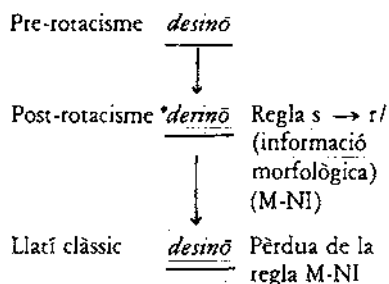 Pre-rotacisme desinō
Post-rotacisme *derinō Regla s → r/
(informació
morfològica)
(M-NI)
Llatí clàssic desinō Pèrdua de la
regla M-NI